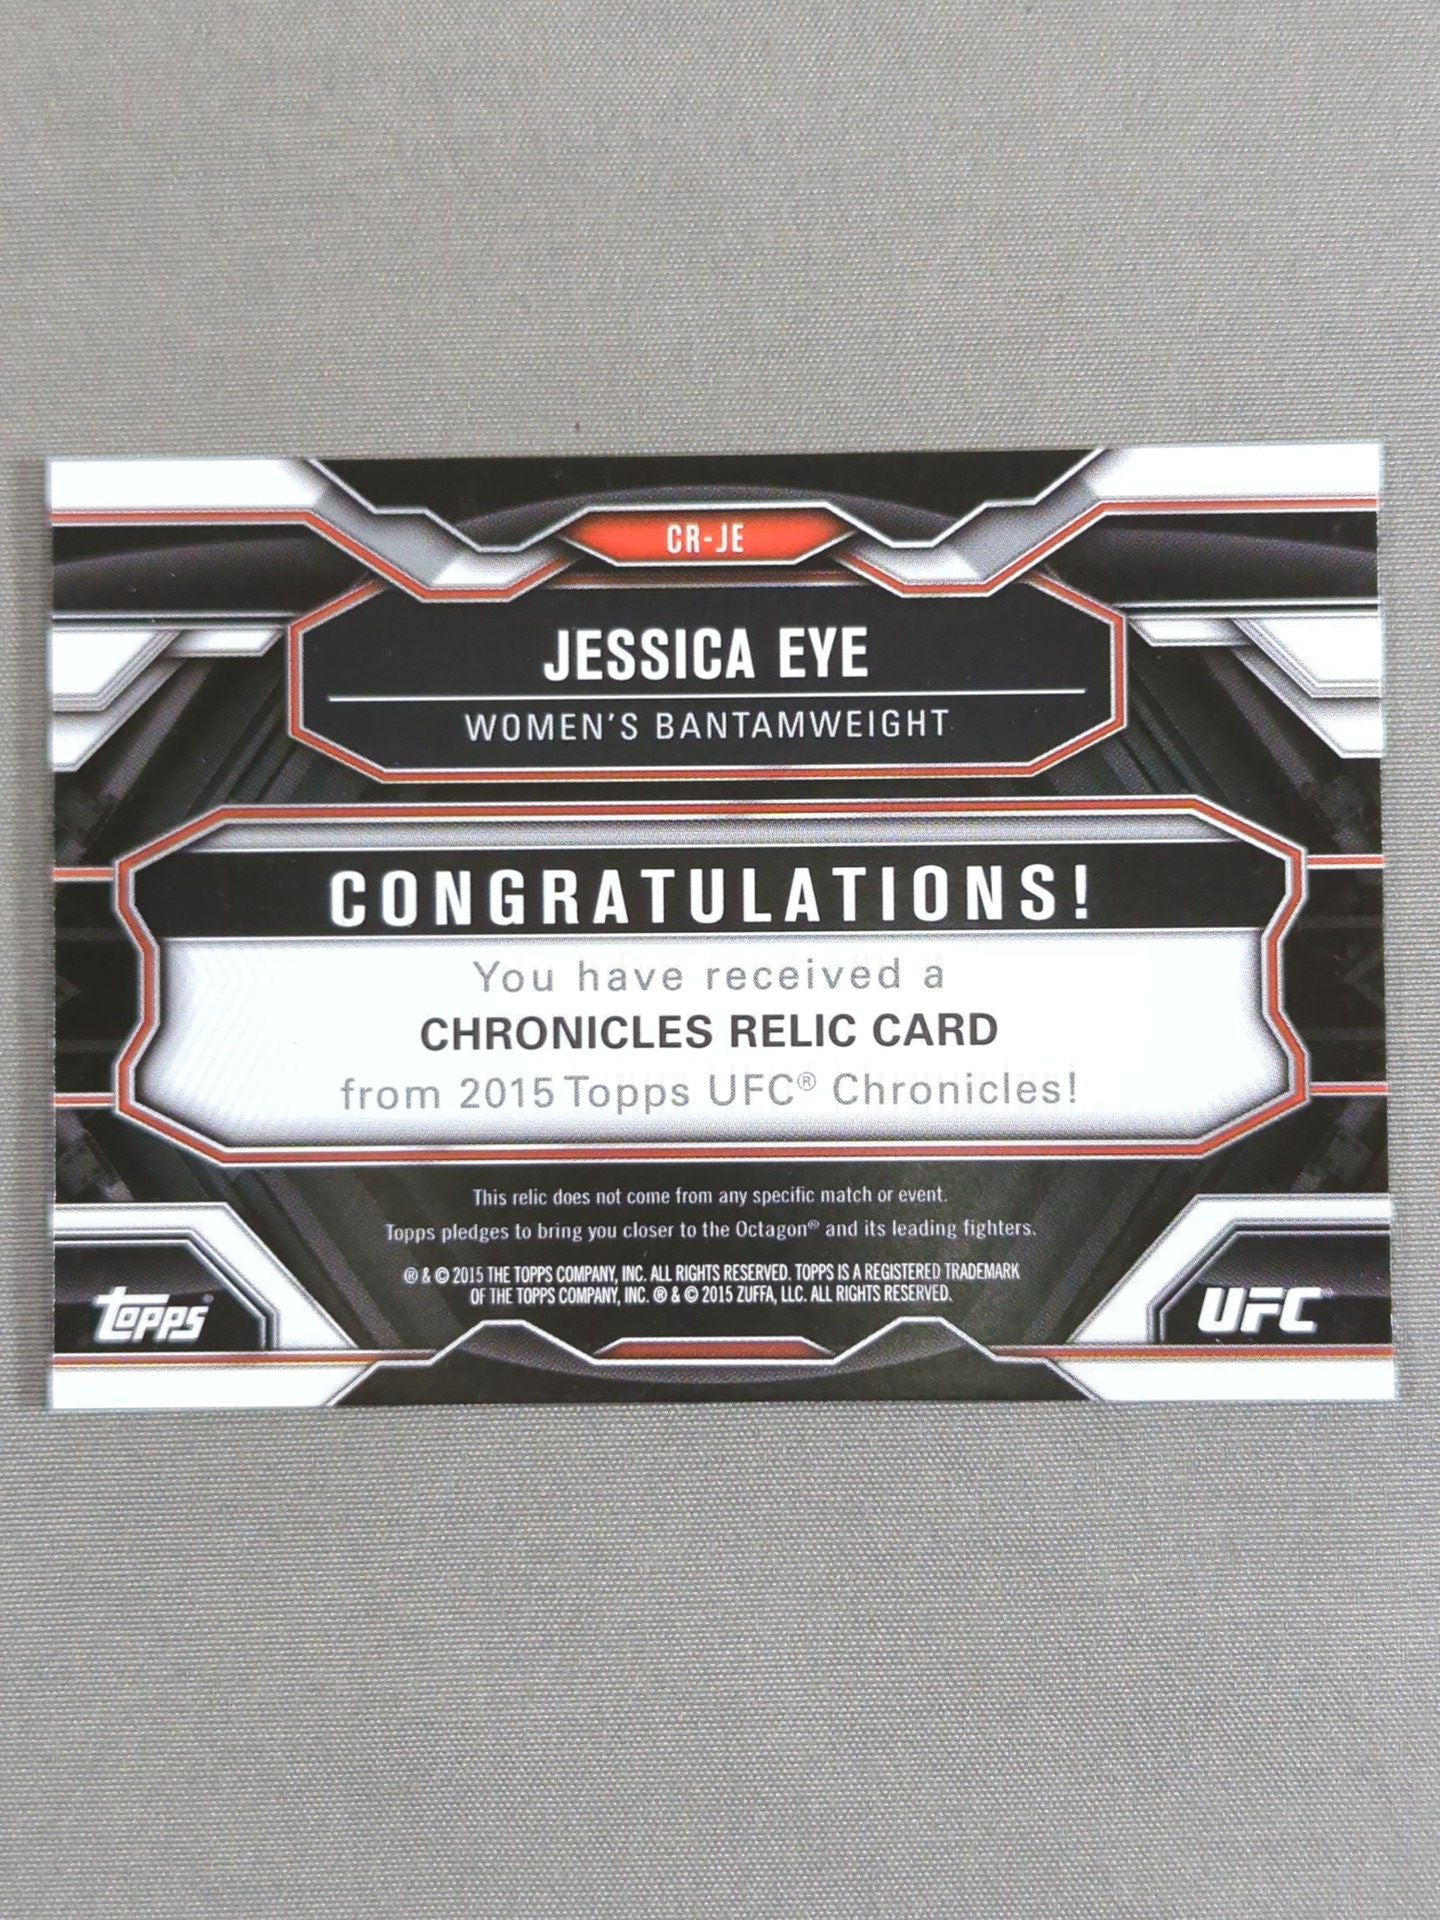 CR-JE
JESSICA EYE
WOMEN'S BANTAMWEIGHT
CONGRATULATIONS!
You have received a
CHRONICLES RELIC CARD
from 2015 Topps UFC® Chronicles!
This relic does not come from any specific match or event.
Topps pledges to bring you closer to the Octagon® and its leading fighters.
® & © 2015 THE TOPPS COMPANY, INC. ALL RIGHTS RESERVED. TOPPS IS A REGISTERED TRADEMARK
OF THE TOPPS COMPANY, INC. ® & © 2015 ZUFFA, LLC. ALL RIGHTS RESERVED.
Topps®
UFC®